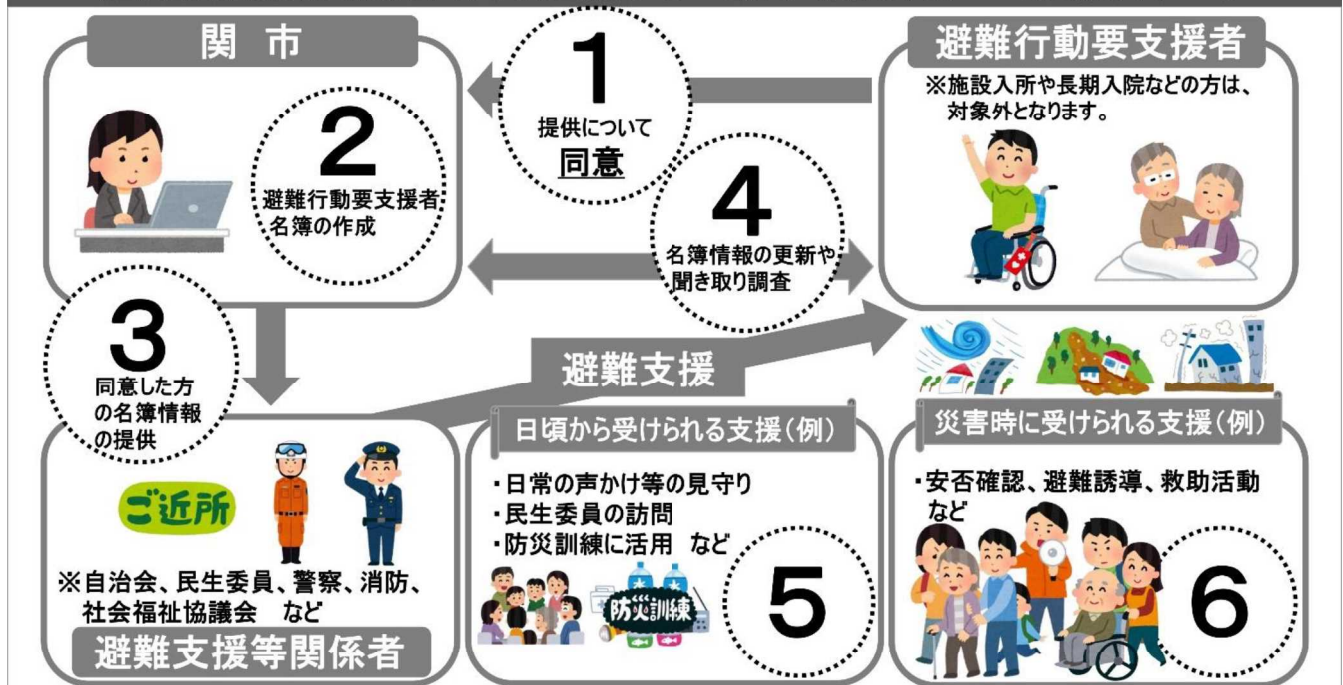 関市
避難行動要支援者
※施設入所や長期入院などの方は、
対象外となります。
1
提供について
同意
2
避難行動要支援者
名簿の作成
3
同意した方
の名簿情報
の提供
4
名簿情報の更新や
聞き取り調査
避難支援
ご近所
※自治会、民生委員、警察、消防、
社会福祉協議会 など
避難支援等関係者
日頃から受けられる支援(例)
・日常の声かけ等の見守り
・民生委員の訪問
・防災訓練に活用 など
防災訓練
5
災害時に受けられる支援(例)
・安否確認、避難誘導、救助活動
など
6